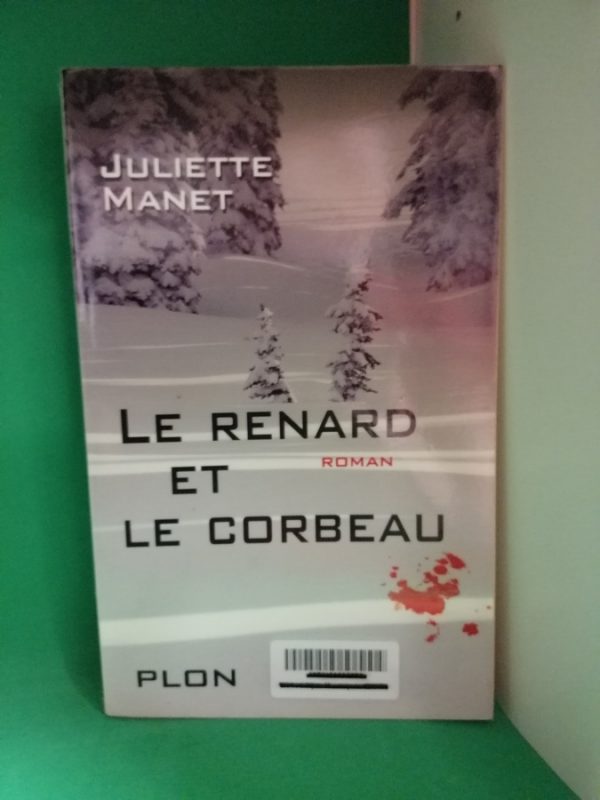 JULIETTE
MANET
LE RENARD
ROMAN
ET
LE CORBEAU
PLON